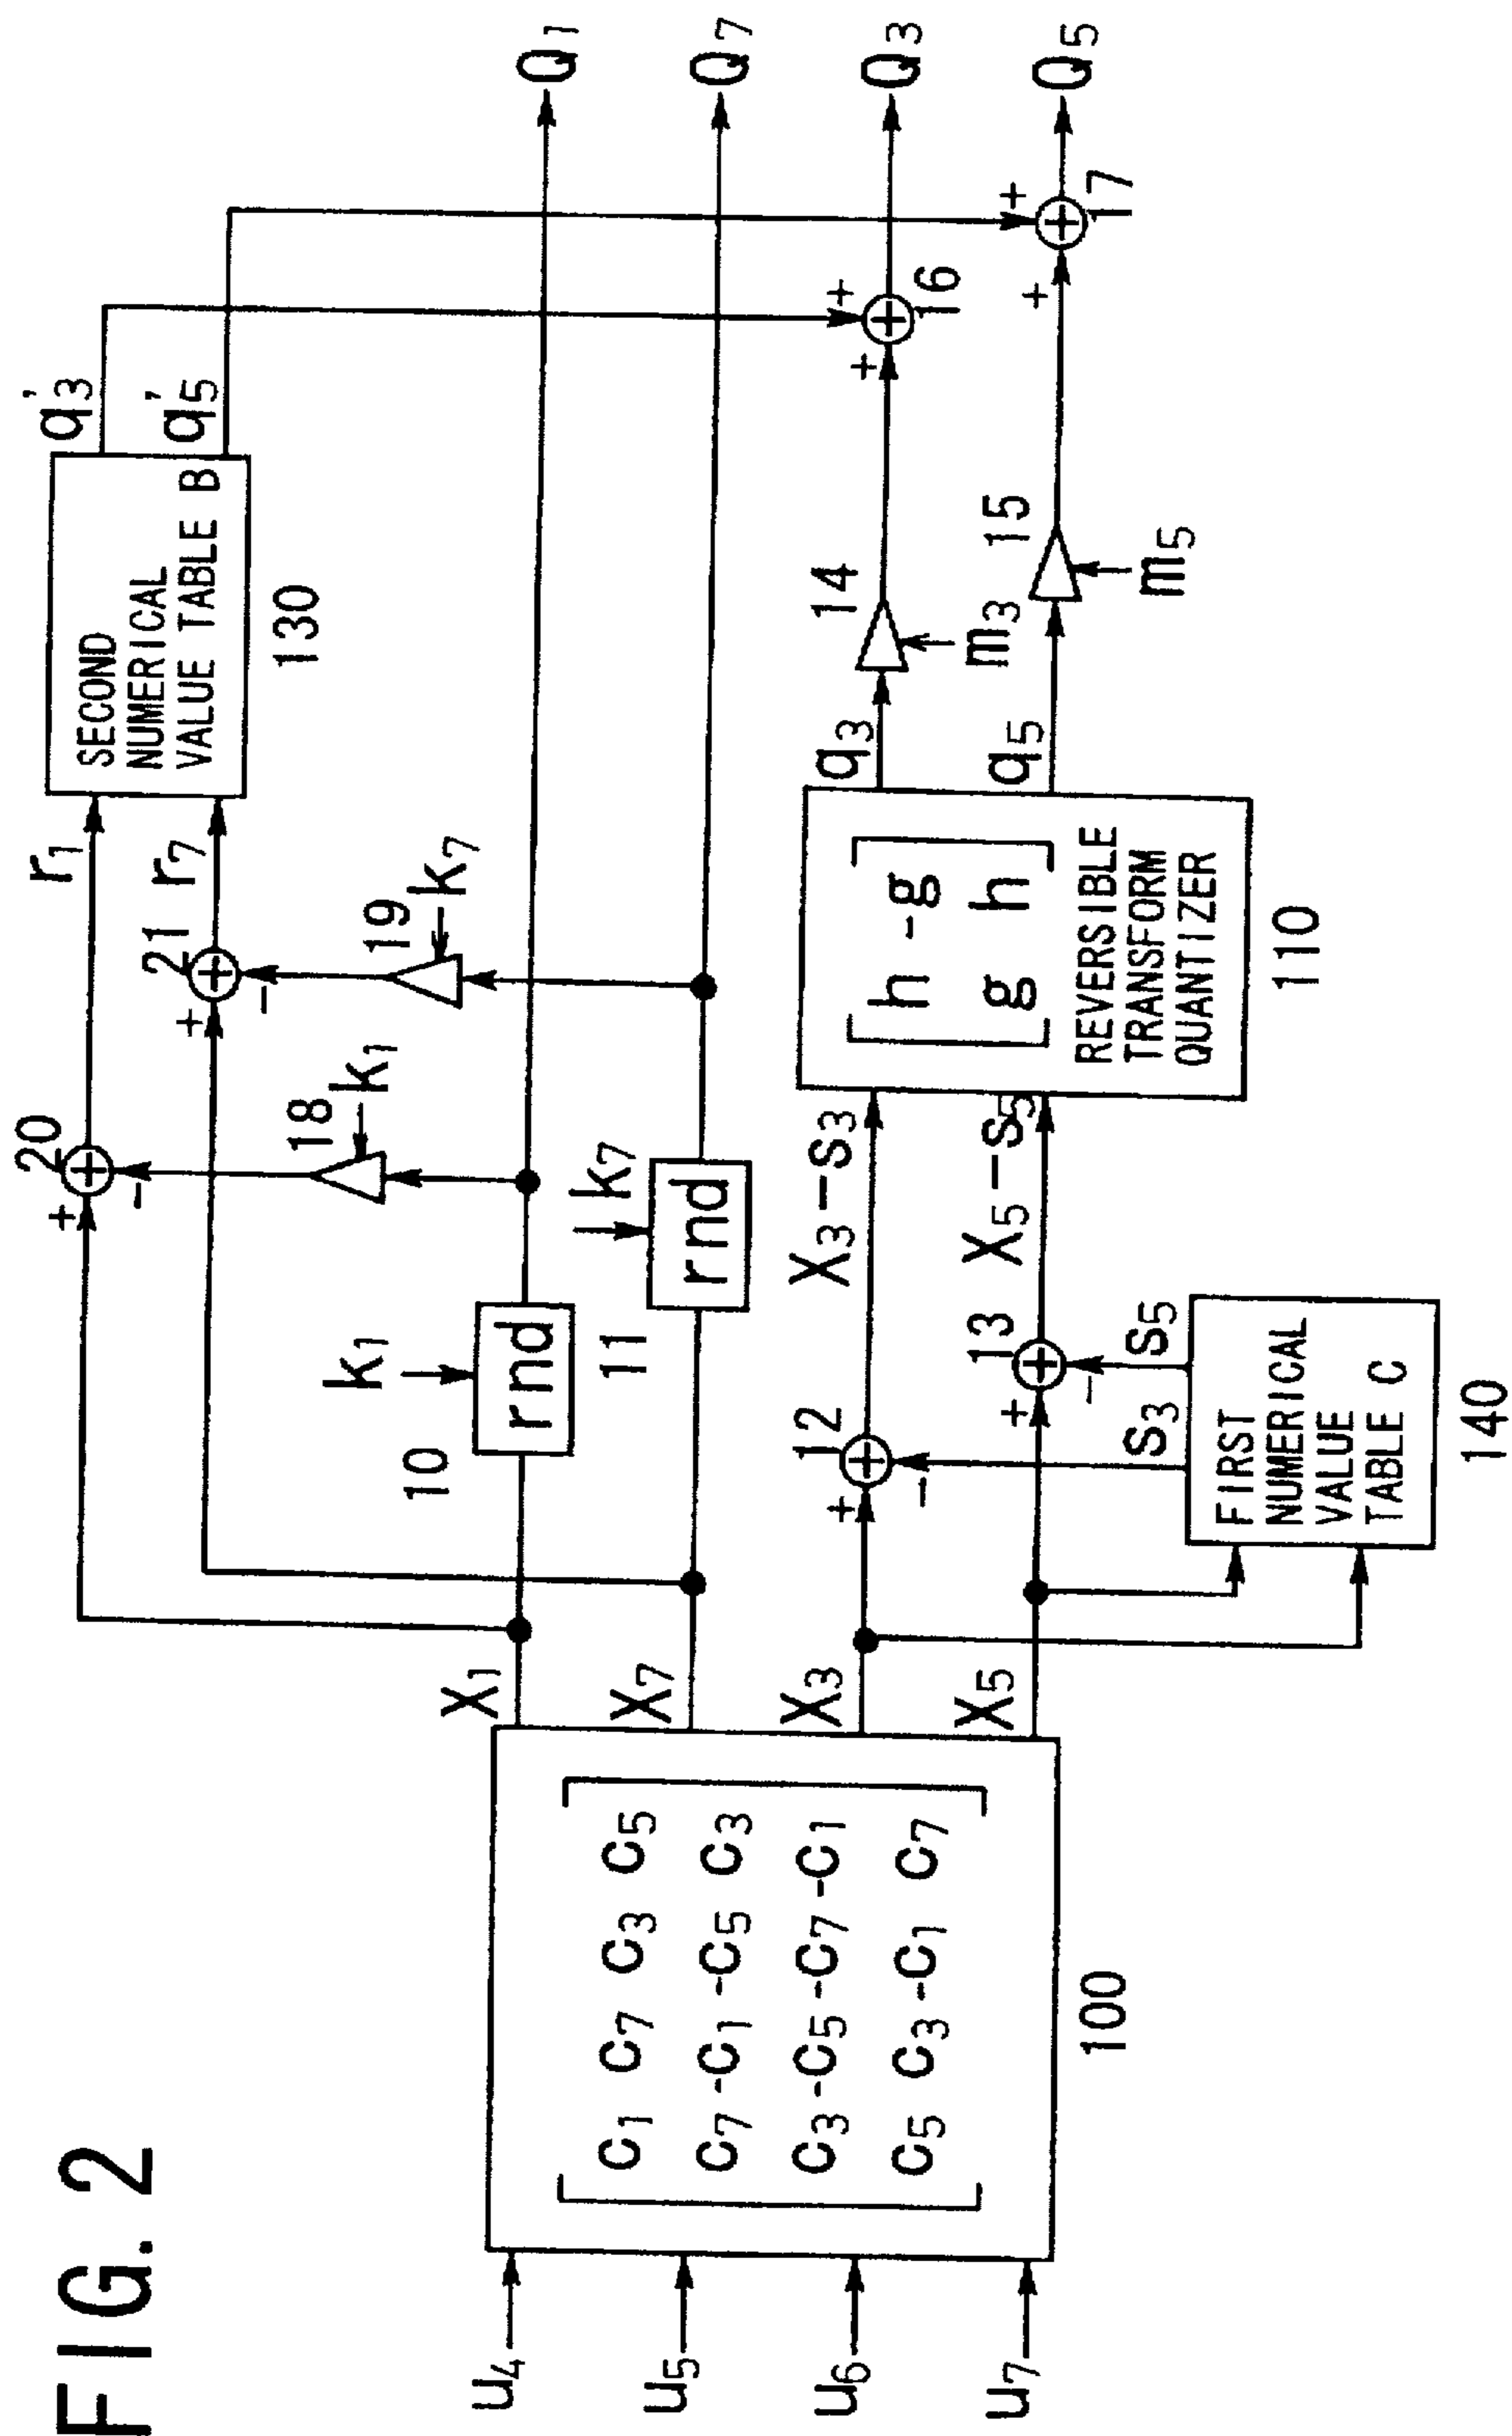 FIG. 2
u4
u5
u6
u7
c1 c7 c3 c5
c7 -c1 -c5 c3
c3 -c5 -c7 -c1
c5 c3 -c1 c7
100
X1
X7
X3
X5
k1
10
rnd
k7
11
rnd
20
18
k1
21
19
k7
r1
r7
SECOND
NUMERICAL
VALUE TABLE B
130
q'3
q'5
12
13
s3
s5
FIRST
NUMERICAL
VALUE
TABLE C
140
X3-s3
X5-s5
h -g
g h
REVERSIBLE
TRANSFORM
QUANTIZER
110
q3
q5
14
m3
15
m5
+
16
+
17
+
-
Q1
Q7
Q3
Q5